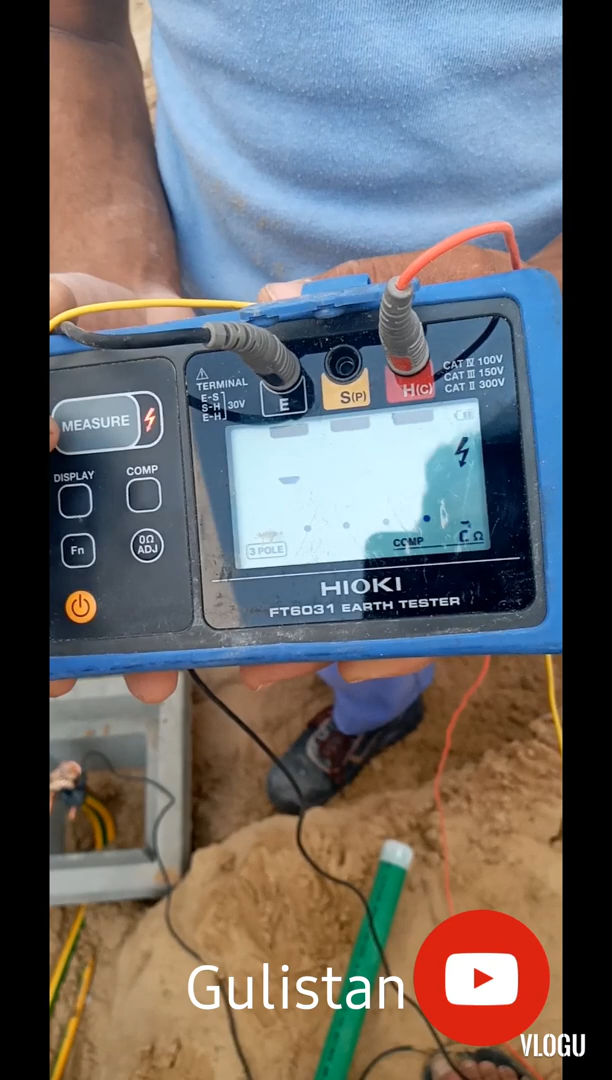 TERMINAL
E-S
S-H
E-H
30V
E
S(P)
H(C)
CAT IV 100V
CAT III 150V
CAT II 300V
MEASURE
DISPLAY
COMP
Fn
0Ω
ADJ
3 POLE
COMP
Ω
HIOKI
FT6031 EARTH TESTER
Gulistan
VLOGU